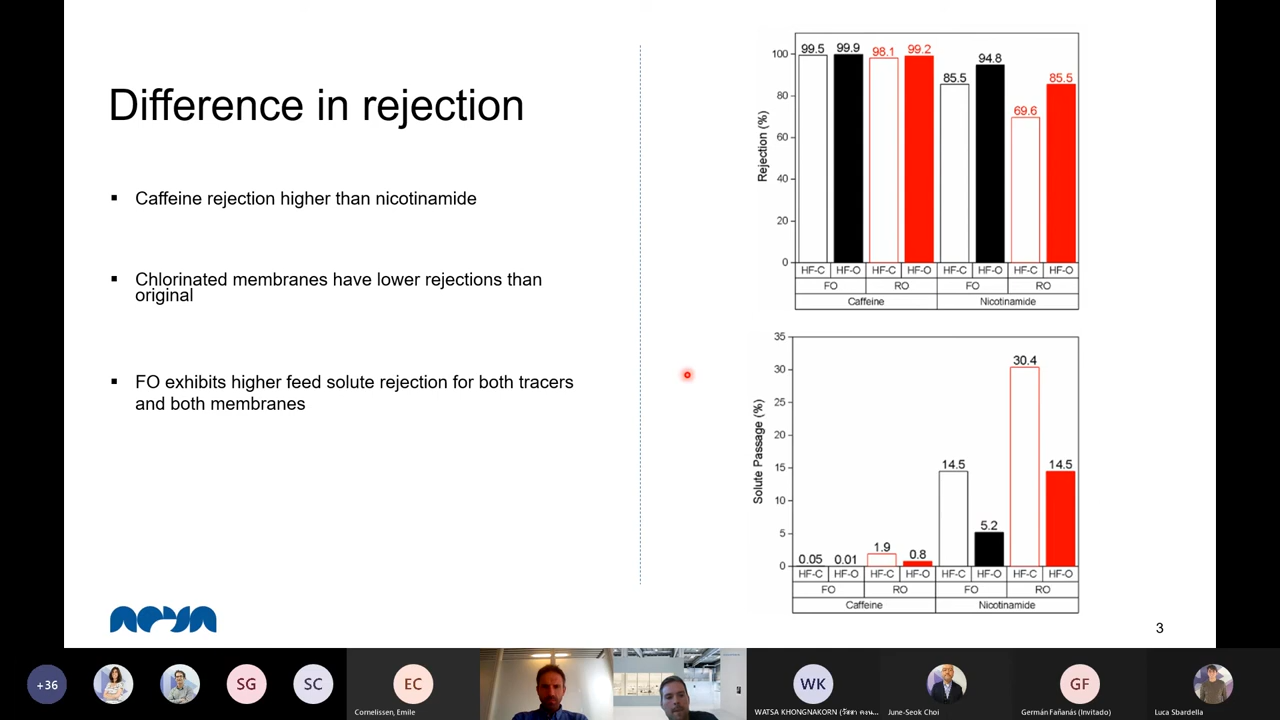 Difference in rejection
▪ Caffeine rejection higher than nicotinamide
▪ Chlorinated membranes have lower rejections than
original
▪ FO exhibits higher feed solute rejection for both tracers
and both membranes
Rejection (%)
100
80
60
40
20
0
99.5 99.9 98.1 99.2 85.5 94.8 69.6 85.5
HF-C HF-O HF-C HF-O HF-C HF-O HF-C HF-O
FO RO FO RO
Caffeine Nicotinamide
Solute Passage (%)
35
30
25
20
15
10
5
0
0.05 0.01 1.9 0.8 14.5 5.2 30.4 14.5
HF-C HF-O HF-C HF-O HF-C HF-O HF-C HF-O
FO RO FO RO
Caffeine Nicotinamide
3
+36 SG SC EC WK GF
Cornelissen, Emile
WATSA KHONGNAKORN
June-Seok Choi
Germán Fañanás (Invitado)
Luca Sbardella